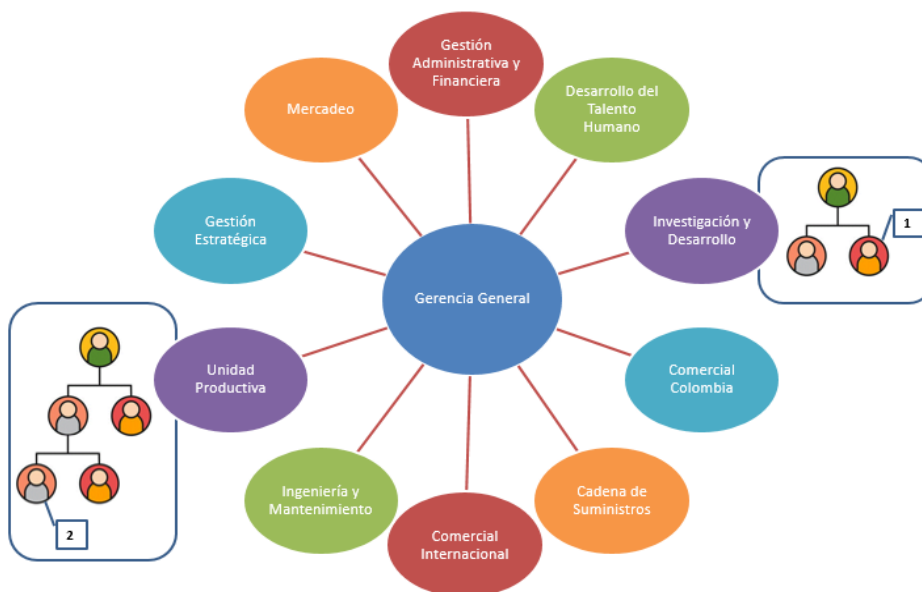 Gestión
Administrativa y
Financiera
Mercadeo
Desarrollo del
Talento
Humano
Gestión
Estratégica
Investigación y
Desarrollo
1
Gerencia General
Unidad
Productiva
Comercial
Colombia
Ingeniería y
Mantenimiento
Cadena de
Suministros
2
Comercial
Internacional